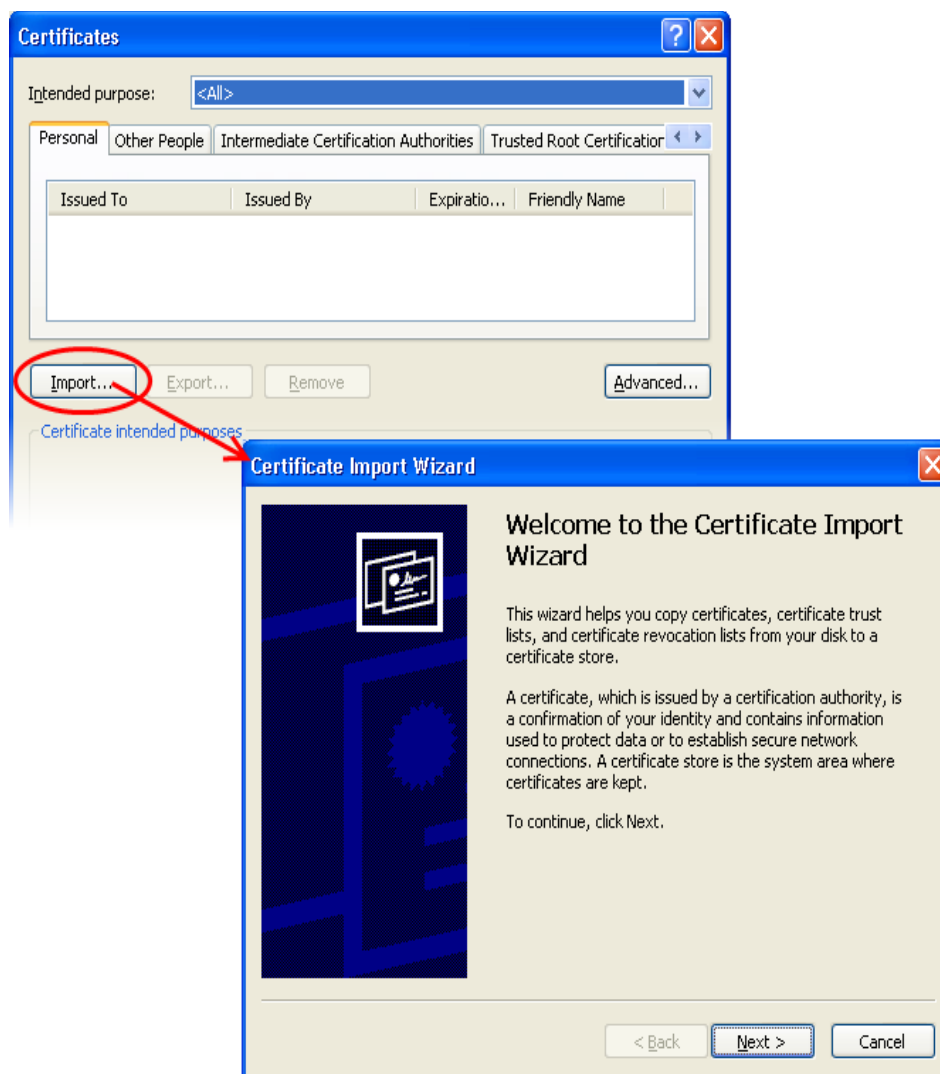 Certificates
Intended purpose: <All>
Personal Other People Intermediate Certification Authorities Trusted Root Certification
Issued To Issued By Expiratio... Friendly Name
Import... Export... Remove Advanced...
Certificate intended purposes
Certificate Import Wizard
Welcome to the Certificate Import
Wizard
This wizard helps you copy certificates, certificate trust
lists, and certificate revocation lists from your disk to a
certificate store.
A certificate, which is issued by a certification authority, is
a confirmation of your identity and contains information
used to protect data or to establish secure network
connections. A certificate store is the system area where
certificates are kept.
To continue, click Next.
< Back Next > Cancel